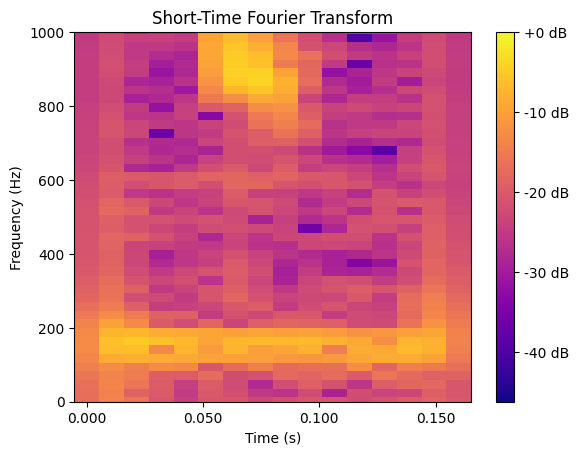 Short-Time Fourier Transform
1000
800
600
400
200
0
Frequency (Hz)
0.000
0.050
0.100
0.150
Time (s)
+0 dB
-10 dB
-20 dB
-30 dB
-40 dB